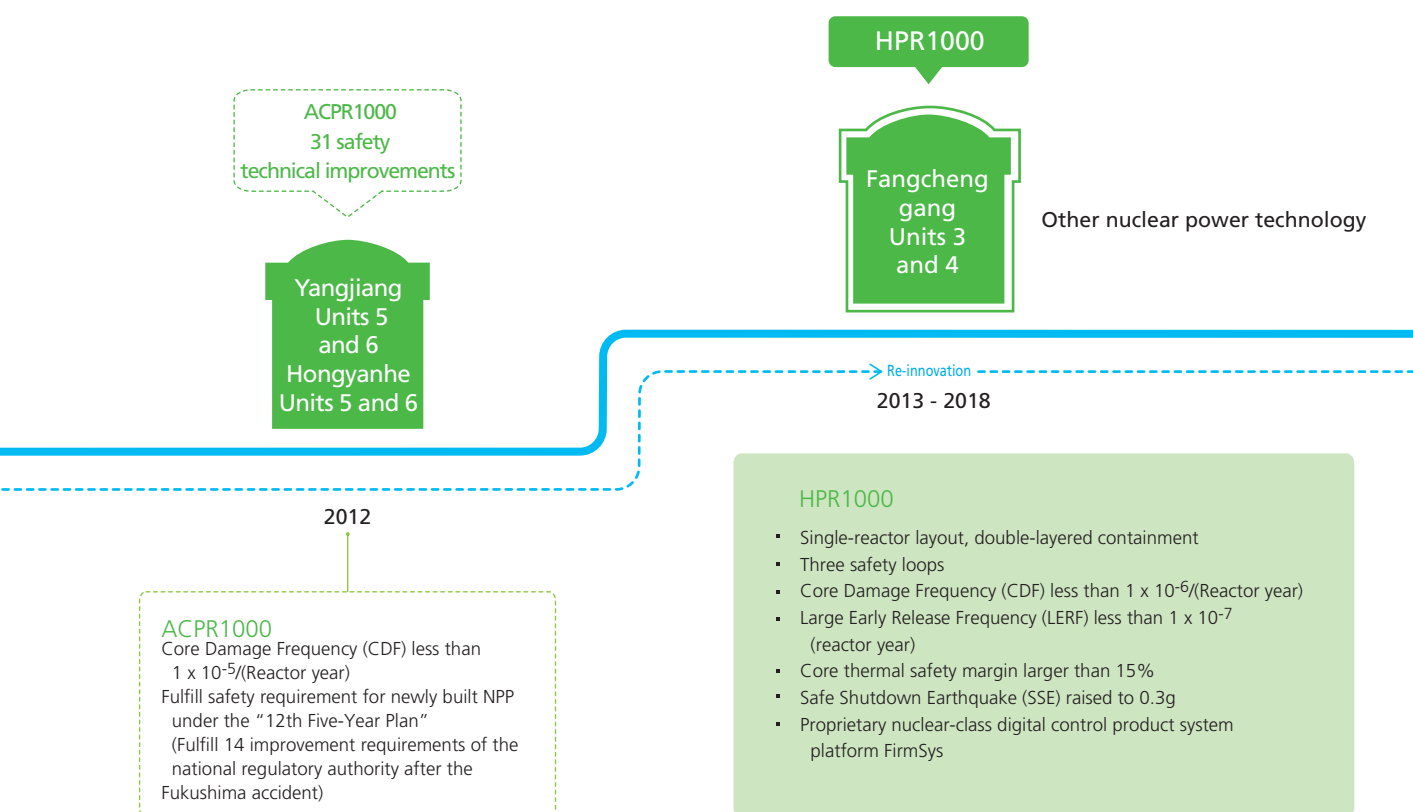 ACPR1000
31 safety
technical improvements
Yangjiang
Units 5
and 6
Hongyanhe
Units 5 and 6
2012
ACPR1000
Core Damage Frequency (CDF) less than
1 x 10-5/(Reactor year)
Fulfill safety requirement for newly built NPP
under the “12th Five-Year Plan”
(Fulfill 14 improvement requirements of the
national regulatory authority after the
Fukushima accident)
HPR1000
Fangcheng
gang
Units 3
and 4
Other nuclear power technology
Re-innovation
2013 - 2018
HPR1000
▪ Single-reactor layout, double-layered containment
▪ Three safety loops
▪ Core Damage Frequency (CDF) less than 1 x 10-6/(Reactor year)
▪ Large Early Release Frequency (LERF) less than 1 x 10-7
(reactor year)
▪ Core thermal safety margin larger than 15%
▪ Safe Shutdown Earthquake (SSE) raised to 0.3g
▪ Proprietary nuclear-class digital control product system
platform FirmSys